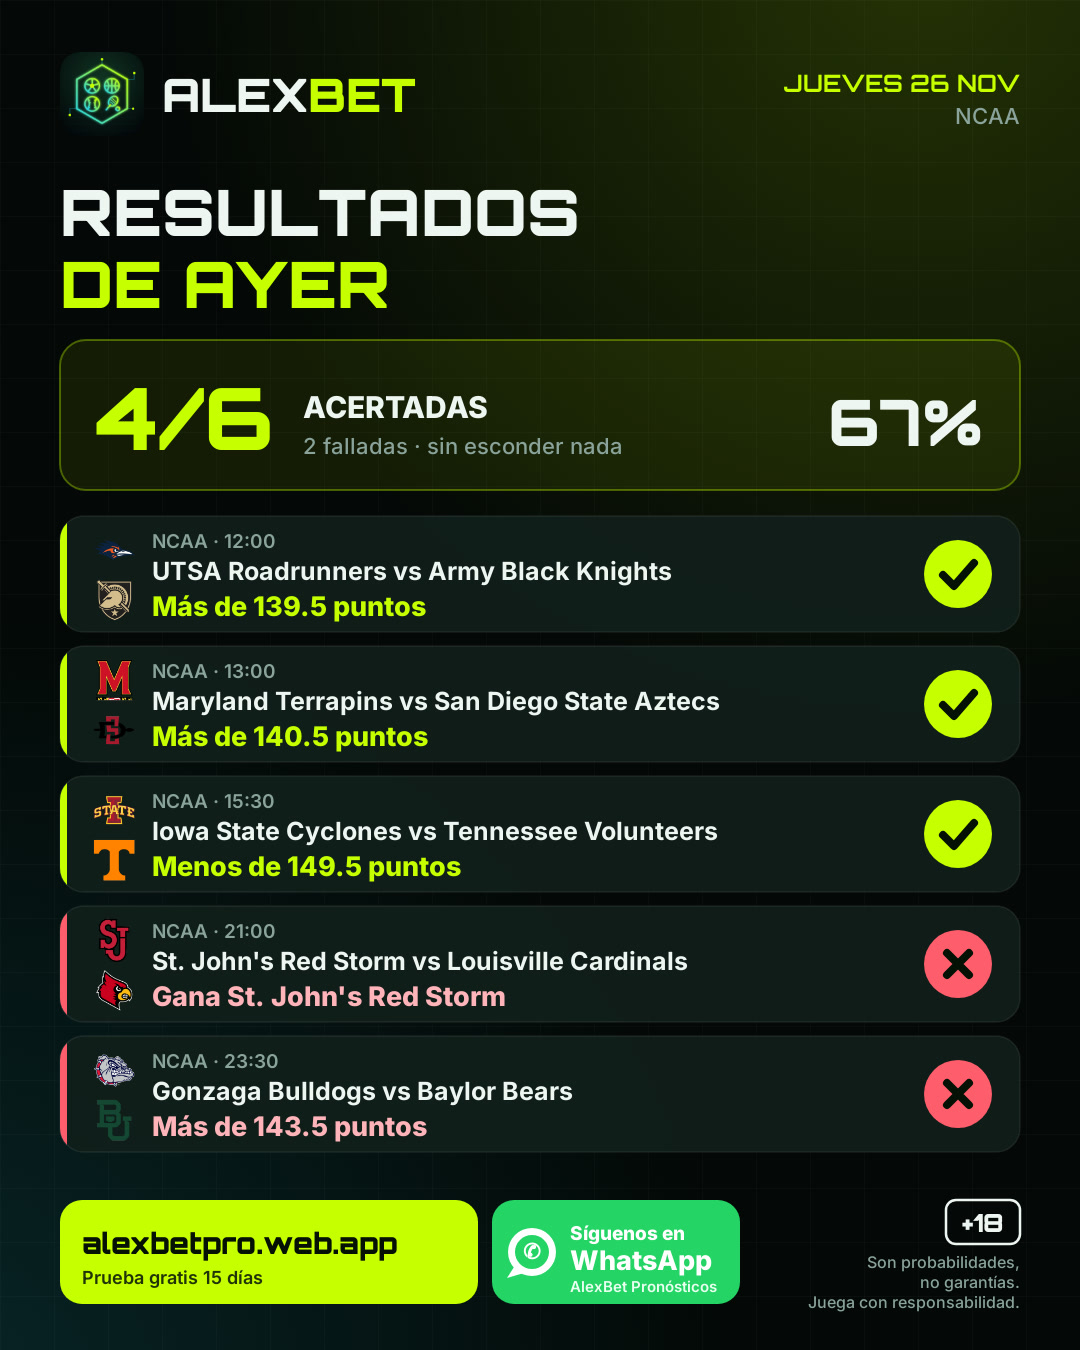 ALEXBET
JUEVES 26 NOV
NCAA
RESULTADOS
DE AYER
4/6
ACERTADAS
2 falladas · sin esconder nada
67%
NCAA · 12:00
UTSA Roadrunners vs Army Black Knights
Más de 139.5 puntos
M
NCAA · 13:00
Maryland Terrapins vs San Diego State Aztecs
Más de 140.5 puntos
STATE
NCAA · 15:30
Iowa State Cyclones vs Tennessee Volunteers
Menos de 149.5 puntos
T
SJ
NCAA · 21:00
St. John's Red Storm vs Louisville Cardinals
Gana St. John's Red Storm
NCAA · 23:30
Gonzaga Bulldogs vs Baylor Bears
Más de 143.5 puntos
BU
alexbetpro.web.app
Prueba gratis 15 días
Síguenos en
WhatsApp
AlexBet Pronósticos
+18
Son probabilidades,
no garantías.
Juega con responsabilidad.